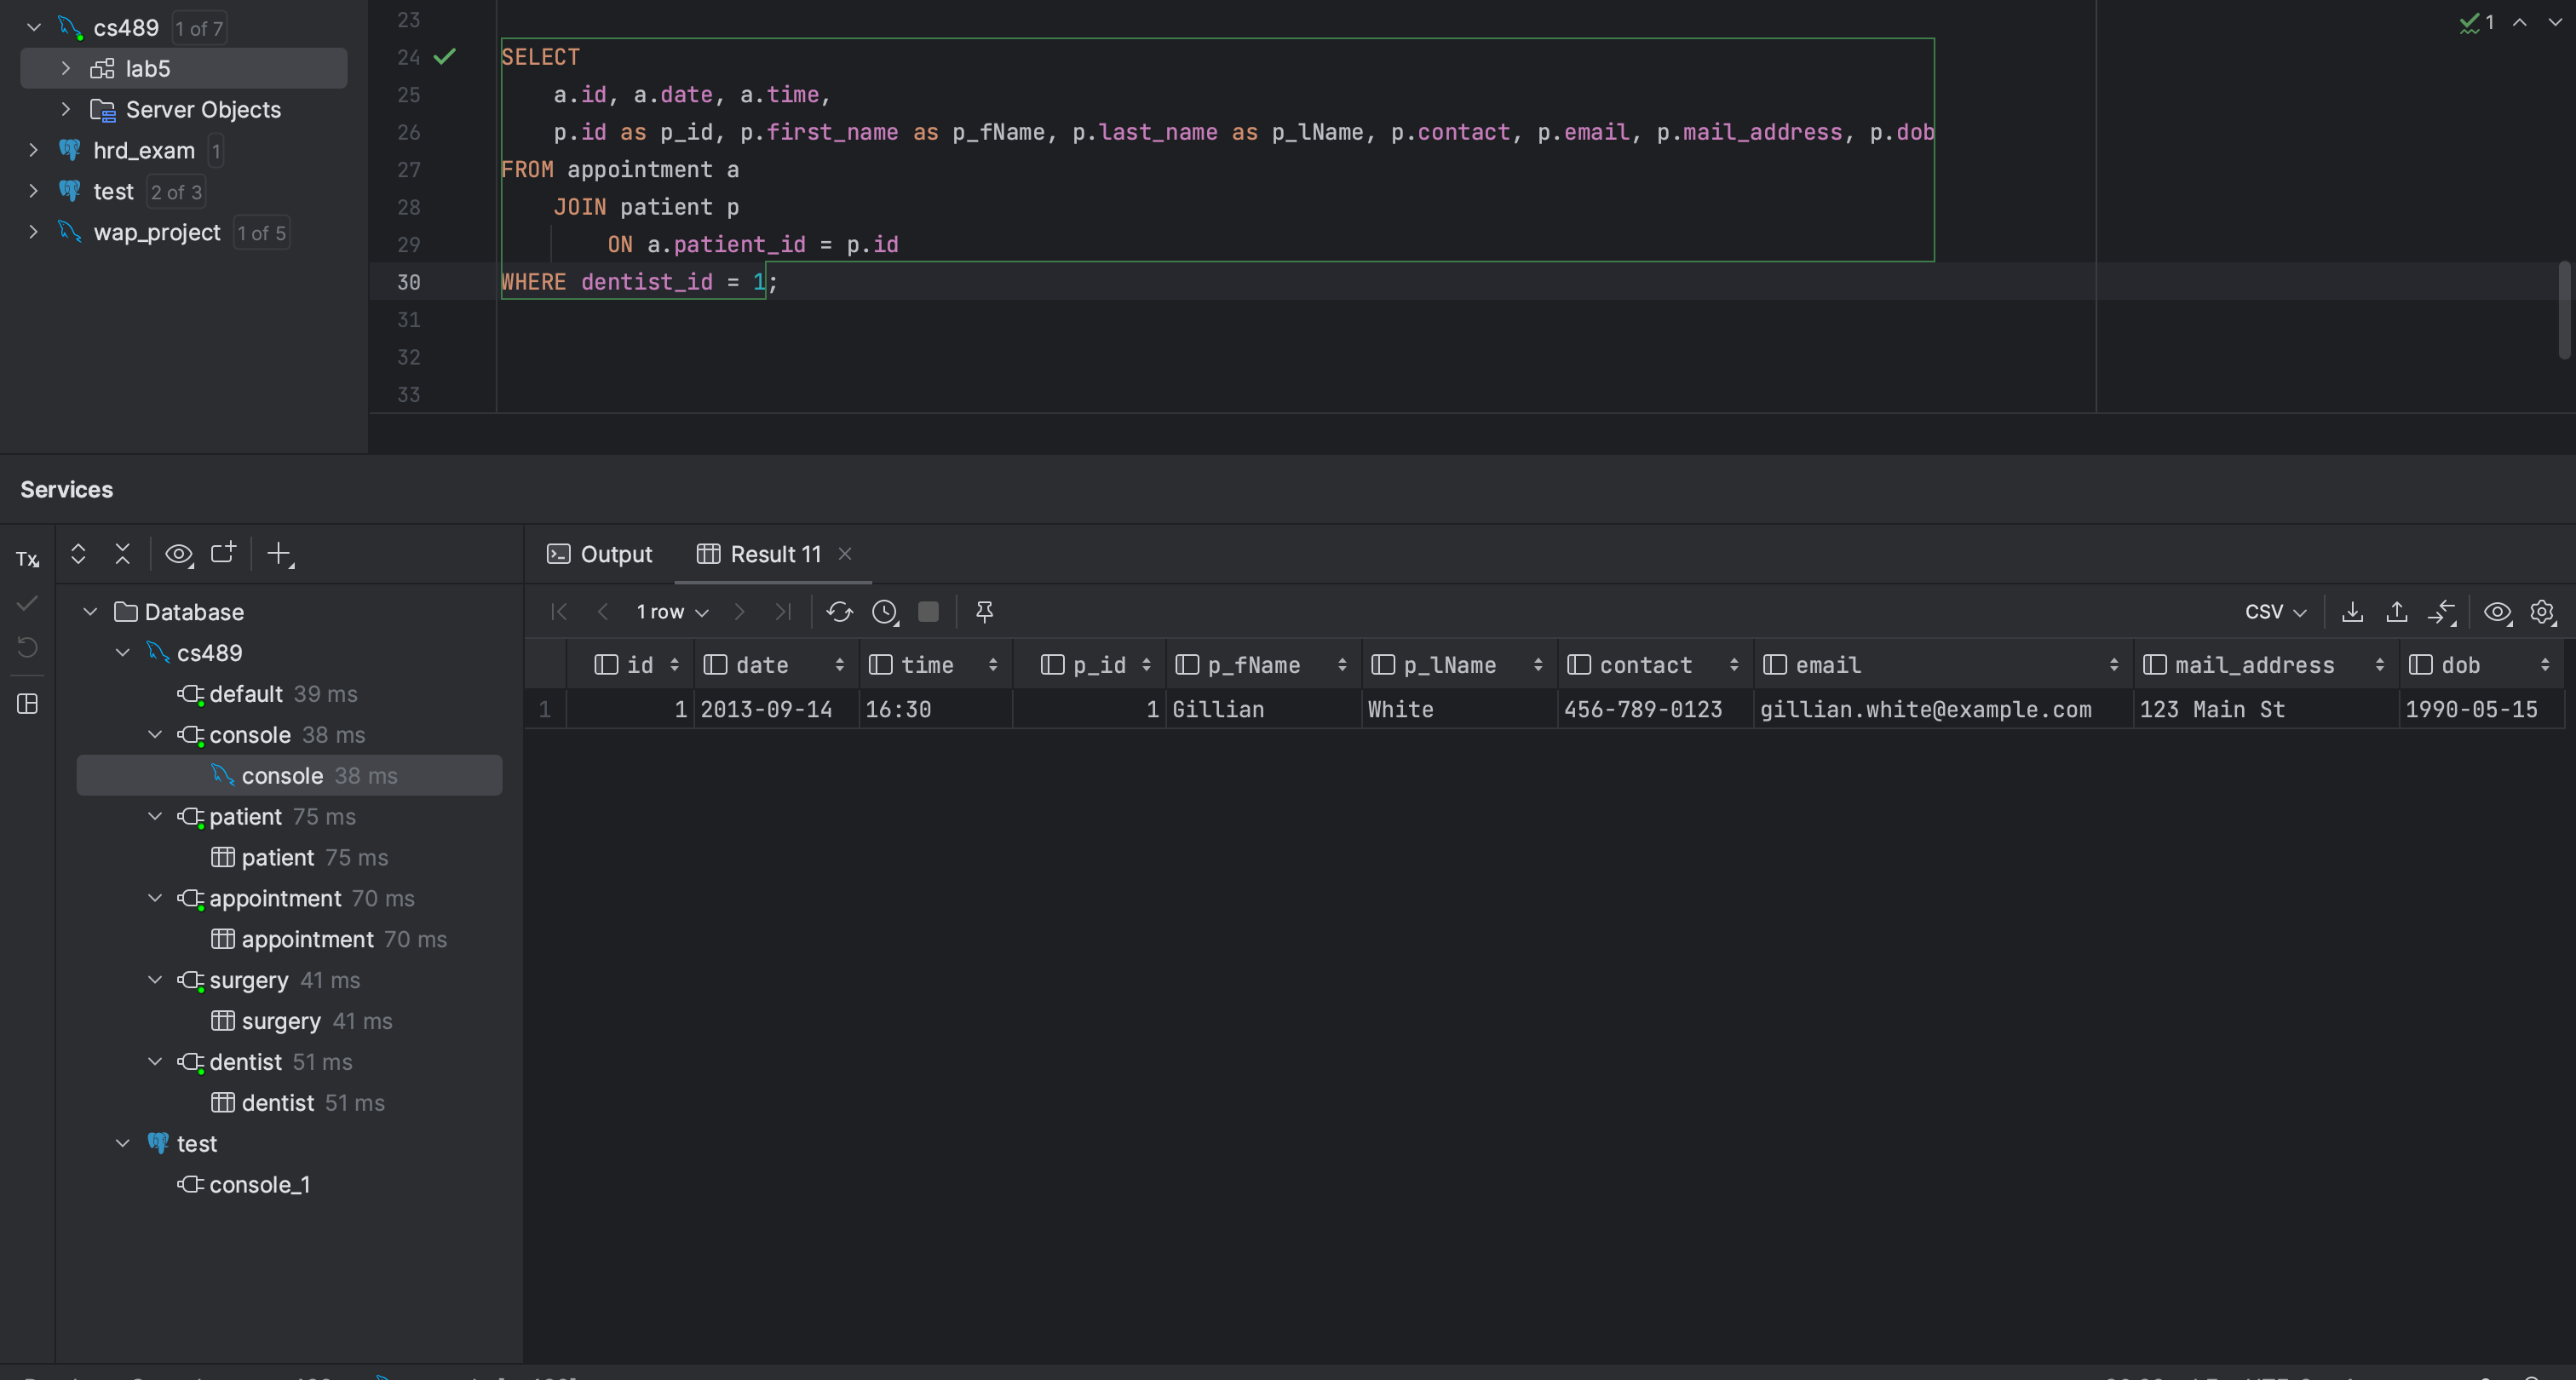 cs489 1 of 7
lab5
Server Objects
hrd_exam 1
test 2 of 3
wap_project 1 of 5
23
24 SELECT
25 a.id, a.date, a.time,
26 p.id as p_id, p.first_name as p_fName, p.last_name as p_lName, p.contact, p.email, p.mail_address, p.dob
27 FROM appointment a
28 JOIN patient p
29 ON a.patient_id = p.id
30 WHERE dentist_id = 1;
31
32
33
1
Services
Tx
Database
cs489
default 39 ms
console 38 ms
console 38 ms
patient 75 ms
patient 75 ms
appointment 70 ms
appointment 70 ms
surgery 41 ms
surgery 41 ms
dentist 51 ms
dentist 51 ms
test
console_1
Output Result 11
1 row CSV
id date time p_id p_fName p_lName contact email mail_address dob
1 1 2013-09-14 16:30 1 Gillian White 456-789-0123 gillian.white@example.com 123 Main St 1990-05-15